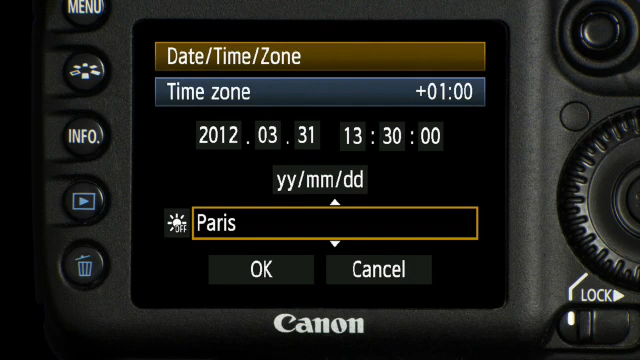 MENU
Date/Time/Zone
Time zone +01:00
INFO.
2012 . 03 . 31 13 : 30 : 00
yy/mm/dd
OFF Paris
OK Cancel
LOCK
Canon